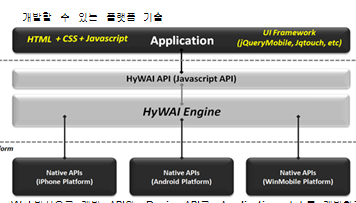 개발할 수 있는 플랫폼 기술
HTML + CSS + Javascript
Application
UI Framework
(jQueryMobile, Jqtouch, etc)
HyWAI API (Javascript API)
HyWAI Engine
form
Native APIs
(iPhone Platform)
Native APIs
(Android Platform)
Native APIs
(WinMobile Platform)